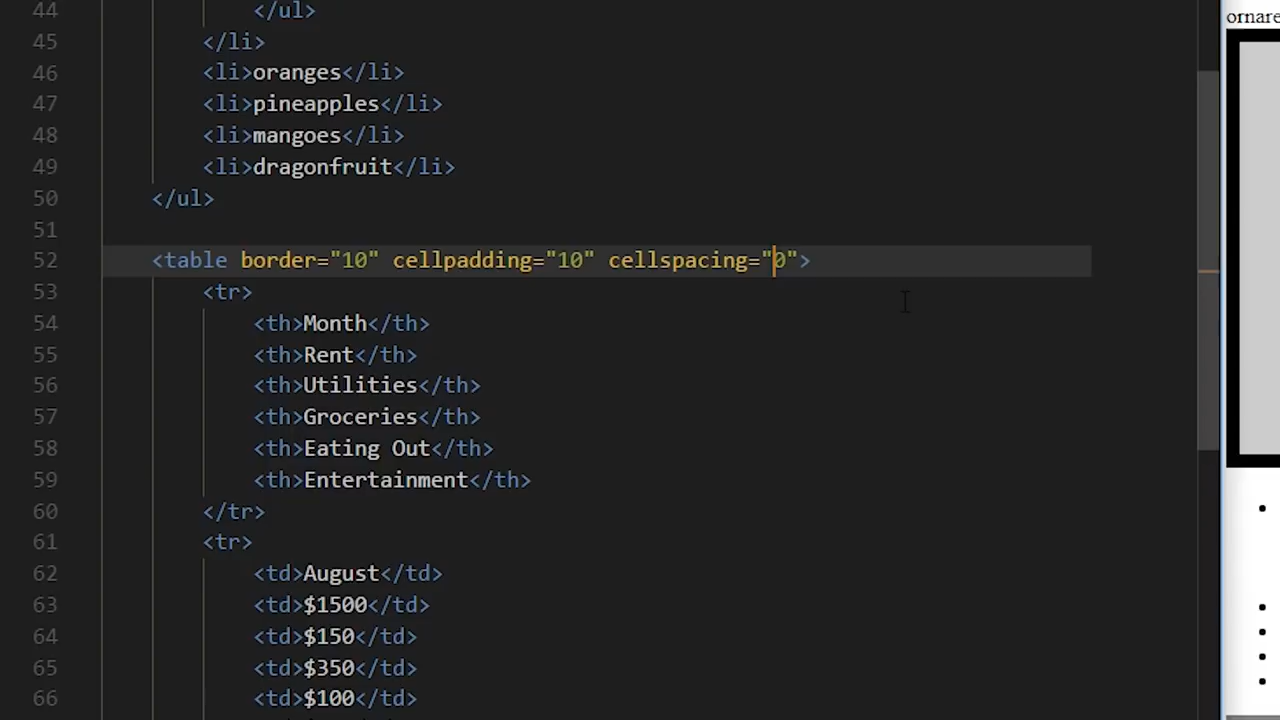 44 </ul>
45 </li>
46 <li>oranges</li>
47 <li>pineapples</li>
48 <li>mangoes</li>
49 <li>dragonfruit</li>
50 </ul>
51
52 <table border="10" cellpadding="10" cellspacing="0">
53 <tr>
54 <th>Month</th>
55 <th>Rent</th>
56 <th>Utilities</th>
57 <th>Groceries</th>
58 <th>Eating Out</th>
59 <th>Entertainment</th>
60 </tr>
61 <tr>
62 <td>August</td>
63 <td>$1500</td>
64 <td>$150</td>
65 <td>$350</td>
66 <td>$100</td>
ornare